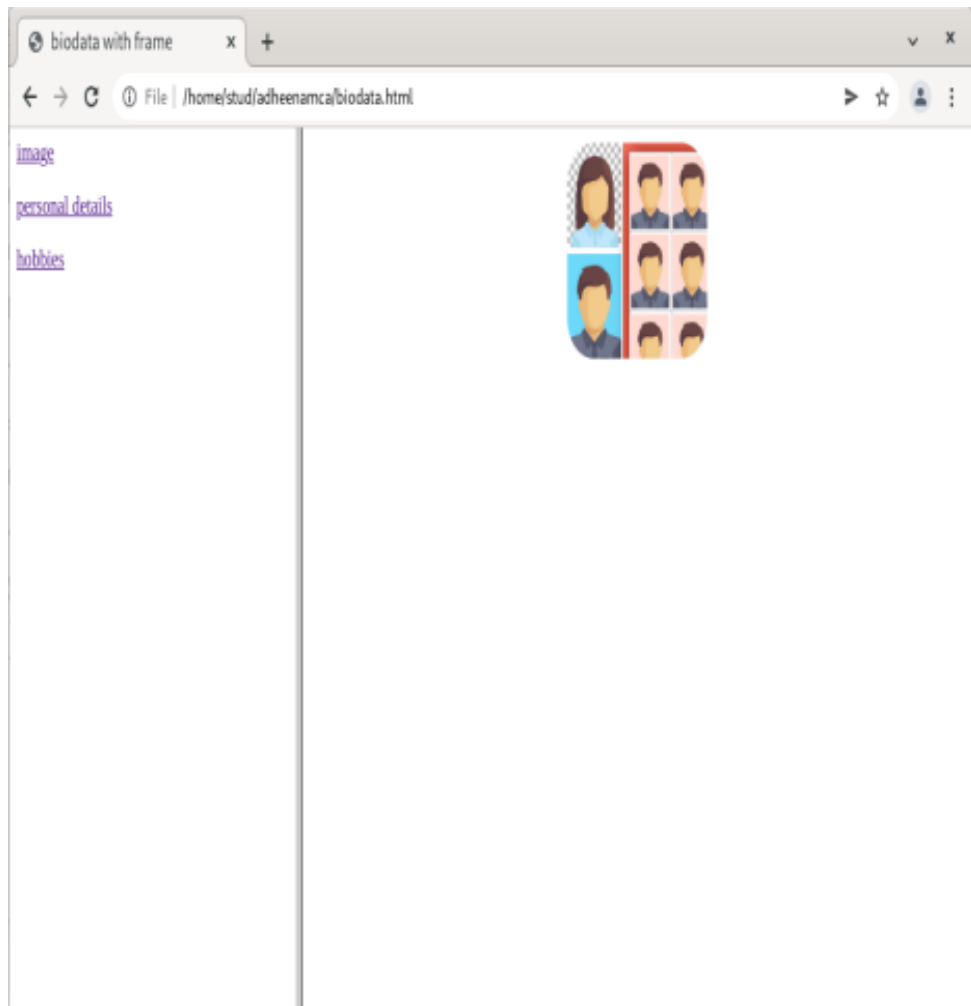 biodata with frame
File | /home/stud/adheenamca/biodata.html
image
personal details
hobbies